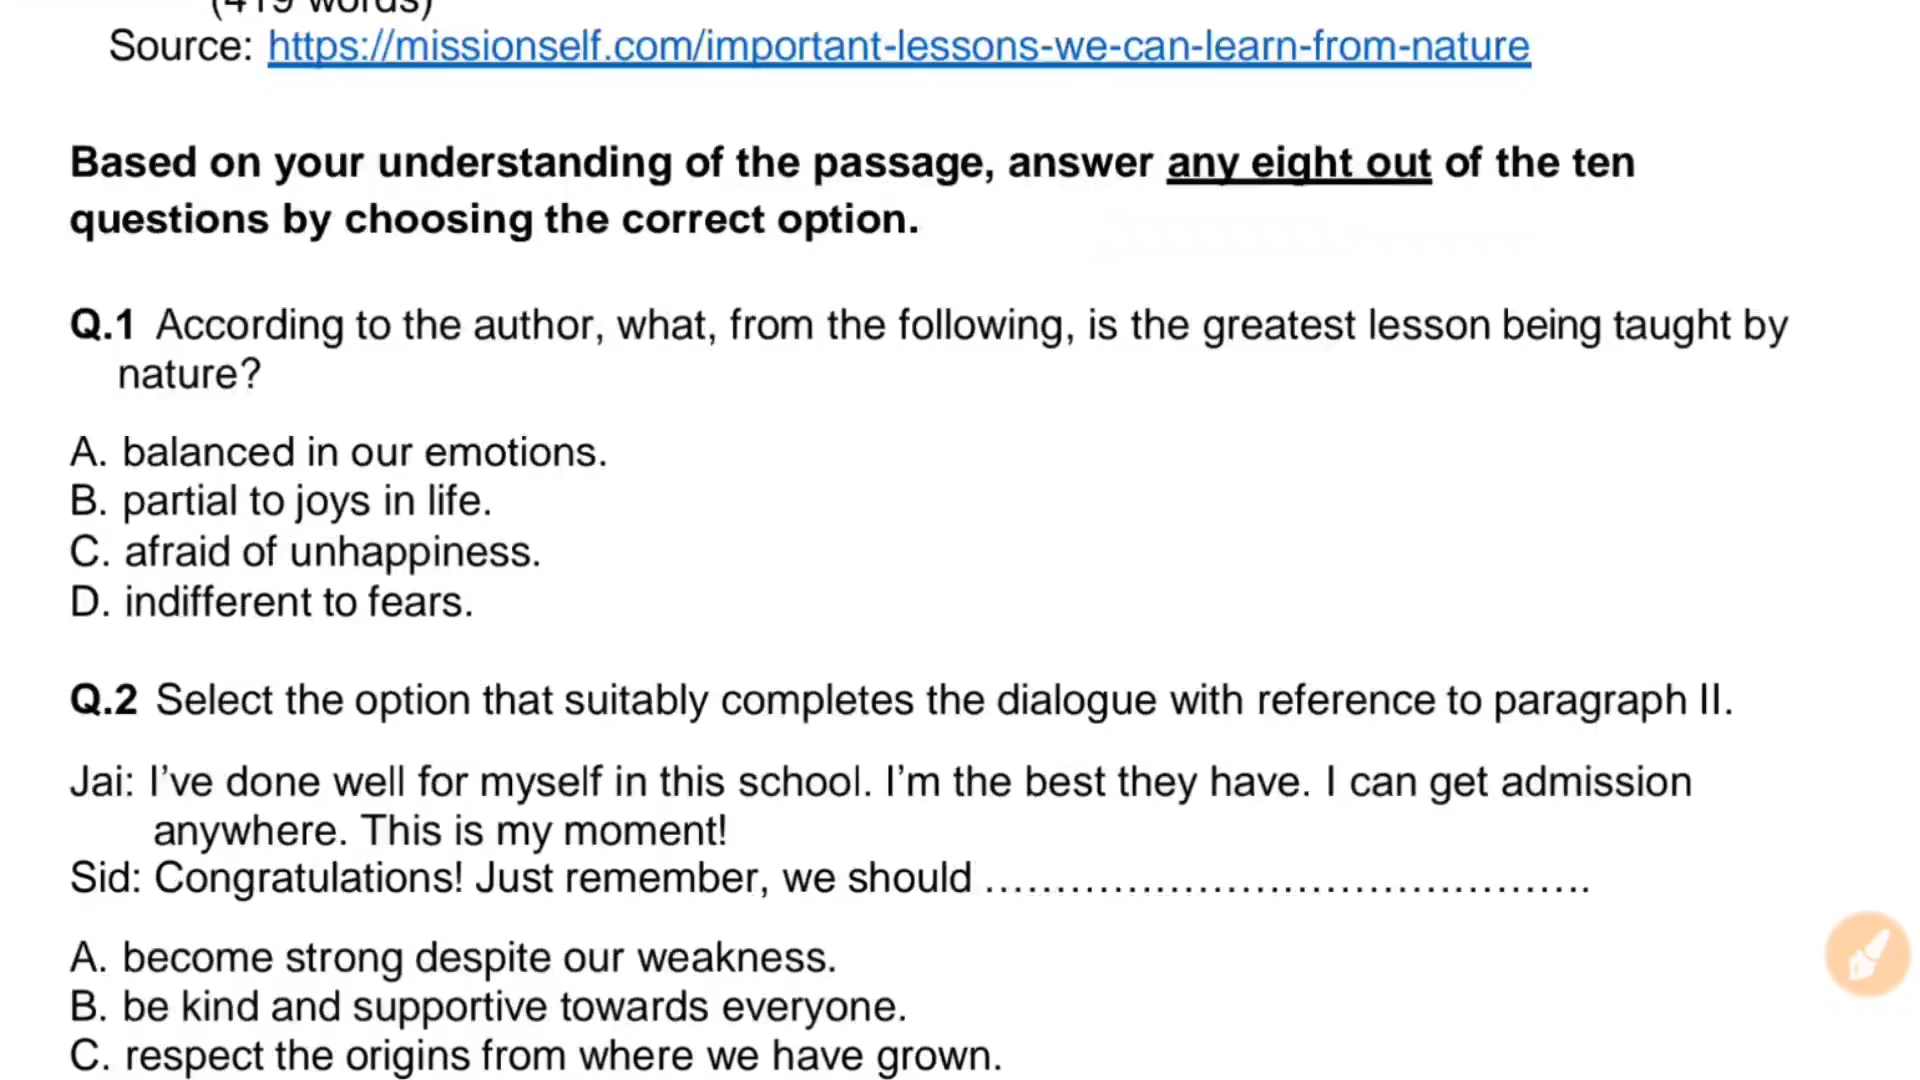 (419 words)
Source: https://missionself.com/important-lessons-we-can-learn-from-nature
Based on your understanding of the passage, answer any eight out of the ten
questions by choosing the correct option.
Q.1 According to the author, what, from the following, is the greatest lesson being taught by
nature?
A. balanced in our emotions.
B. partial to joys in life.
C. afraid of unhappiness.
D. indifferent to fears.
Q.2 Select the option that suitably completes the dialogue with reference to paragraph II.
Jai: I’ve done well for myself in this school. I’m the best they have. I can get admission
anywhere. This is my moment!
Sid: Congratulations! Just remember, we should ………………………………………..
A. become strong despite our weakness.
B. be kind and supportive towards everyone.
C. respect the origins from where we have grown.